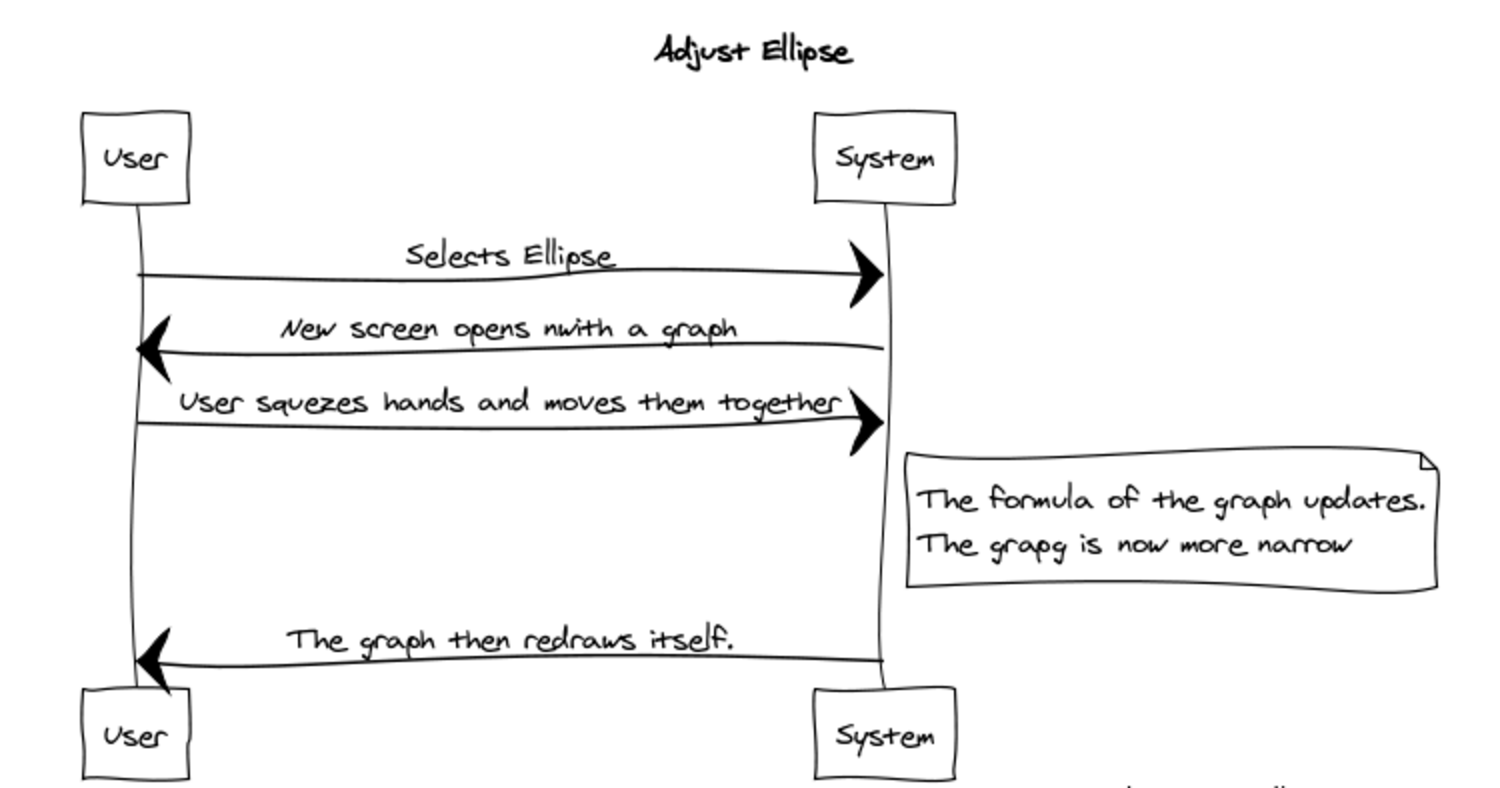 Adjust Ellipse
User
System
Selects Ellipse
New screen opens nwith a graph
User squezes hands and moves them together
The formula of the graph updates.
The grapg is now more narrow
The graph then redraws itself.
User
System